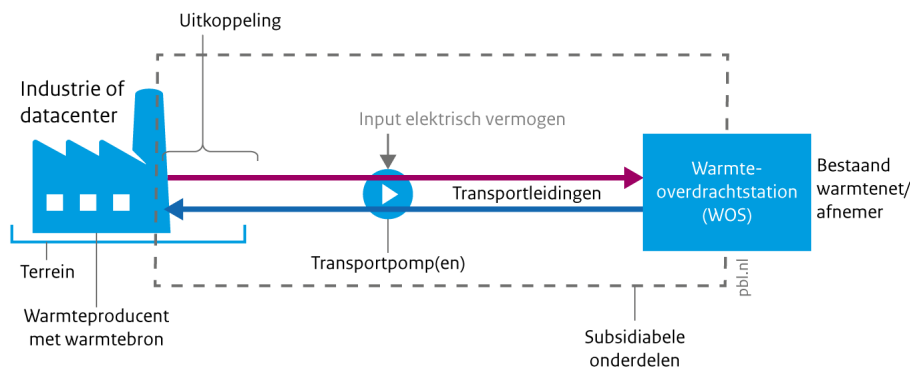 Uitkoppeling
Industrie of
datacenter
Input elektrisch vermogen
Warmte-
overdrachtstation
(WOS)
Bestaand
warmtenet/
afnemer
Transportleidingen
Transportpomp(en)
Terrein
pbl.nl
Warmteproducent
met warmtebron
Subsidiabele
onderdelen